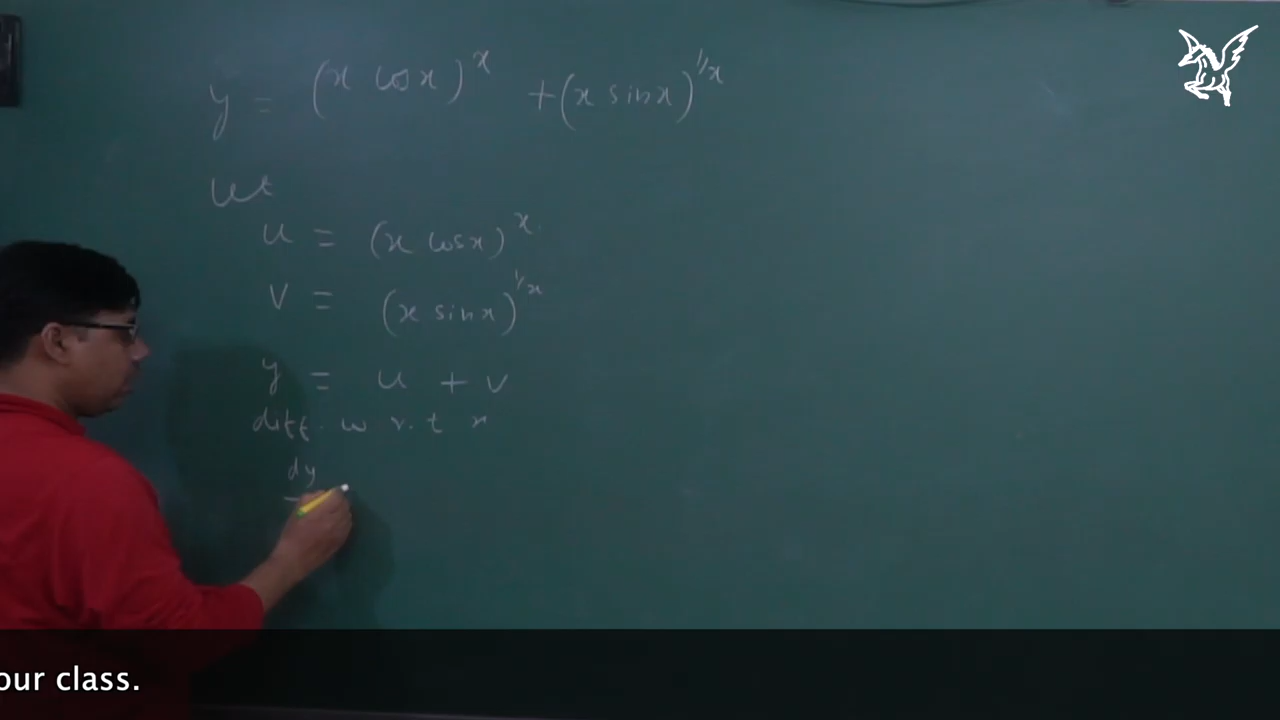 y = (x cos x)^x + (x sin x)^1/x
Let
u = (x cos x)^x
v = (x sin x)^1/x
y = u + v
diff. w r. t x
dy
our class.